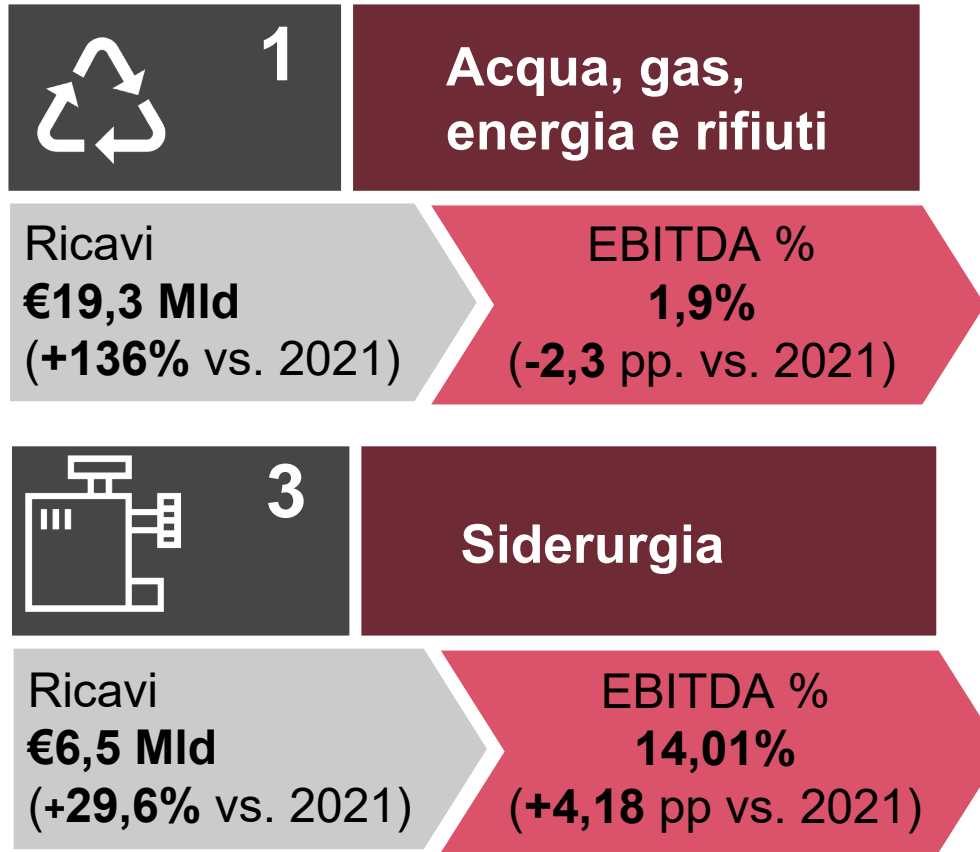 1
Acqua, gas,
energia e rifiuti
Ricavi
€19,3 Mld
(+136% vs. 2021)
EBITDA %
1,9%
(-2,3 pp. vs. 2021)
3
Siderurgia
Ricavi
€6,5 Mld
(+29,6% vs. 2021)
EBITDA %
14,01%
(+4,18 pp vs. 2021)